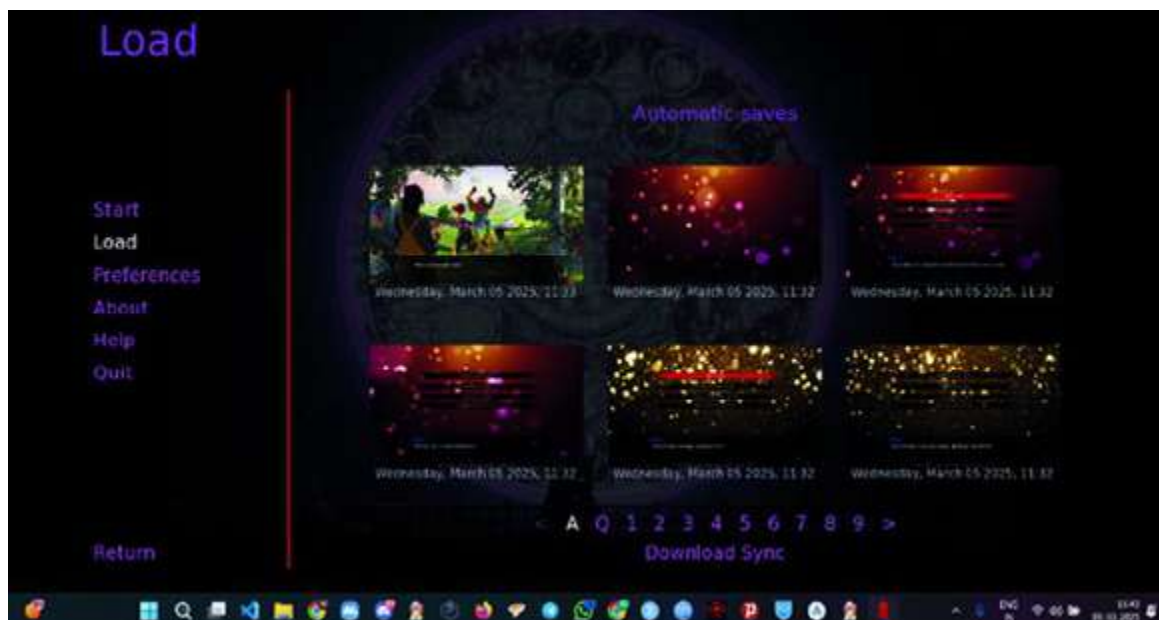 Load
Automatic saves
Start
Load
Preferences
About
Help
Quit
Wednesday, March 05 2025, 11:33
Wednesday, March 05 2025, 11:32
Wednesday, March 05 2025, 11:32
Wednesday, March 05 2025, 11:32
Wednesday, March 05 2025, 11:32
Wednesday, March 05 2025, 11:32
< A Q 1 2 3 4 5 6 7 8 9 >
Return
Download Sync
ENG
11:43